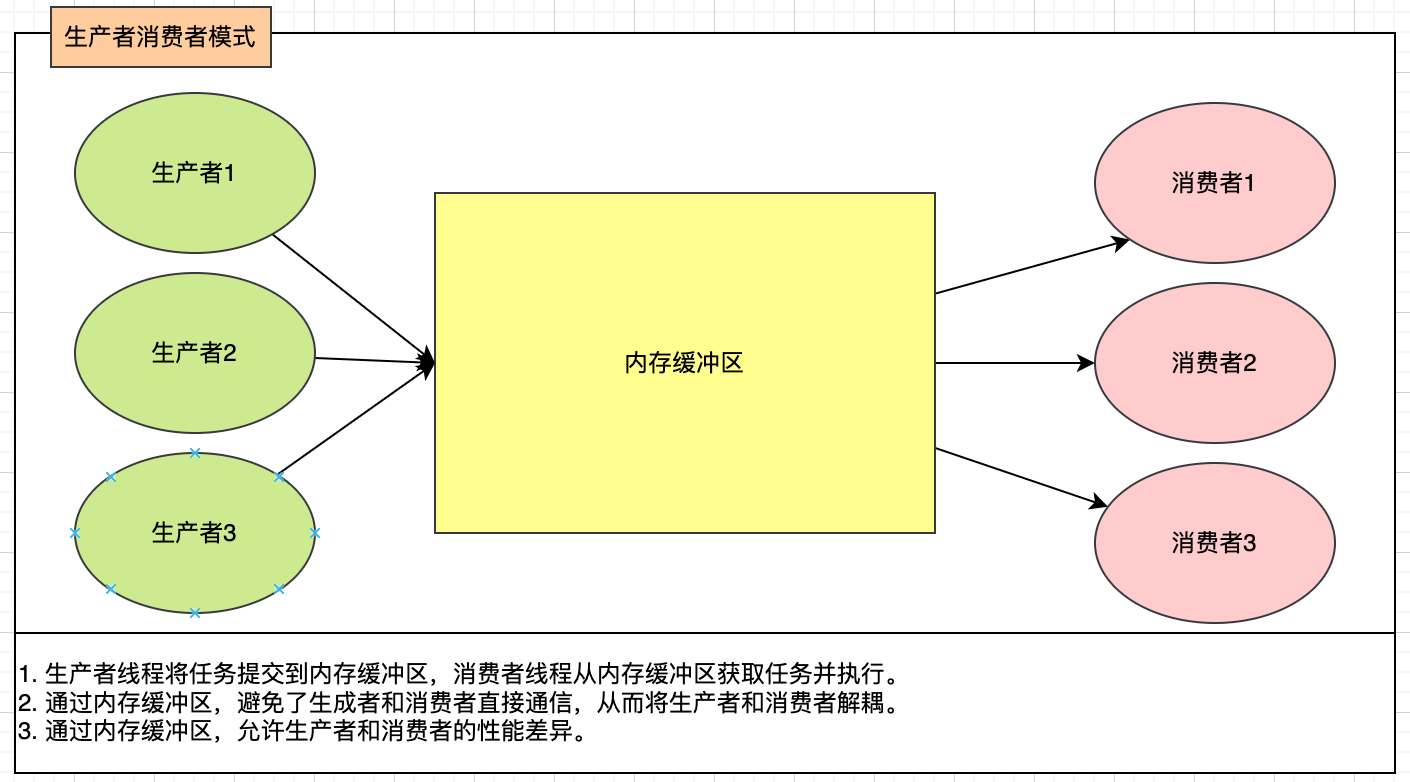 生产者消费者模式
生产者1
消费者1
生产者2
内存缓冲区
消费者2
生产者3
消费者3
1. 生产者线程将任务提交到内存缓冲区，消费者线程从内存缓冲区获取任务并执行。
2. 通过内存缓冲区，避免了生成者和消费者直接通信，从而将生产者和消费者解耦。
3. 通过内存缓冲区，允许生产者和消费者的性能差异。